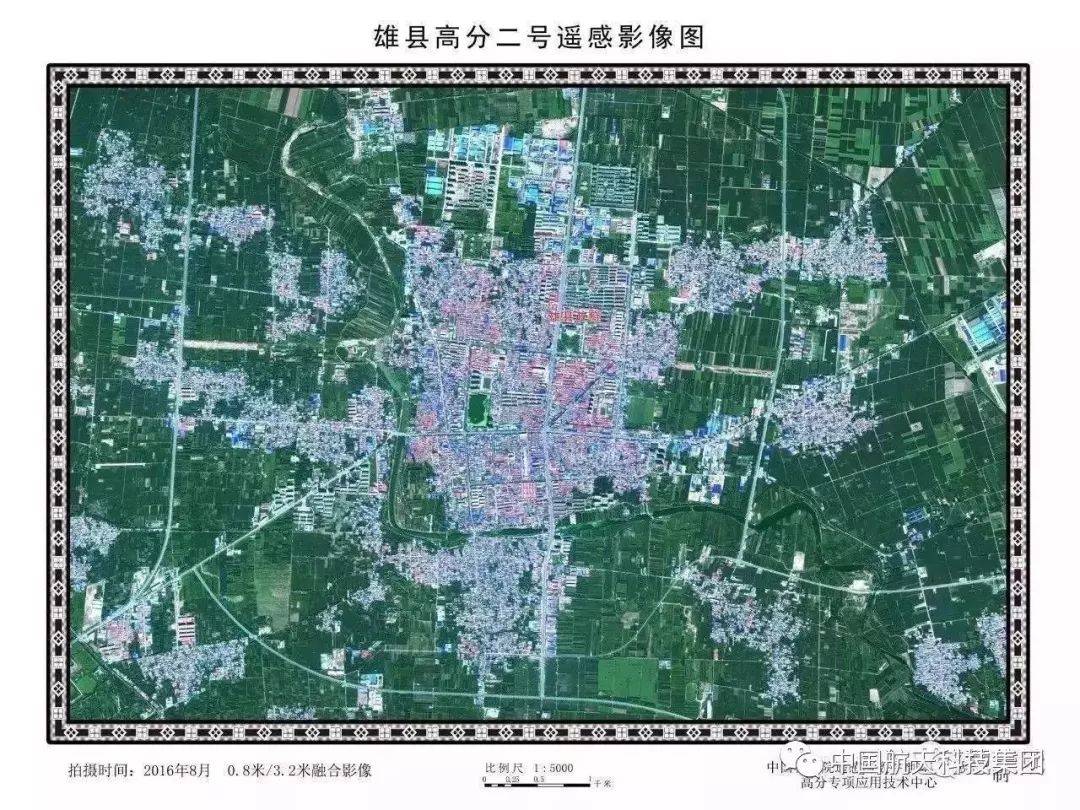 雄县高分二号遥感影像图
拍摄时间：2016年8月 0.8米/3.2米融合影像
比例尺 1:5000
0 0.25 0.5 1 千米
中国航天科技集团
高分专项应用技术中心
制